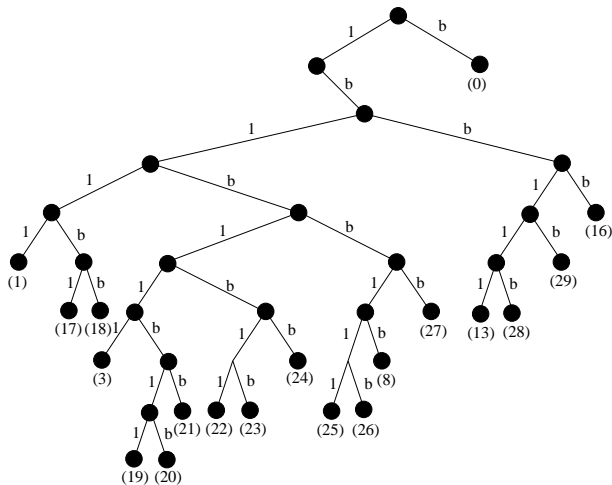 1 b
b (0)
1 b
1 b 1 b
1 b 1 b 1 b (16)
(1) 1 b 1 b 1 b 1 b (29)
(17) (18) 1 b 1 b 1 b (27) (13) (28)
(3) 1 b 1 b (24) 1 b (8)
1 b (21) (22) (23) (25) (26)
(19) (20)